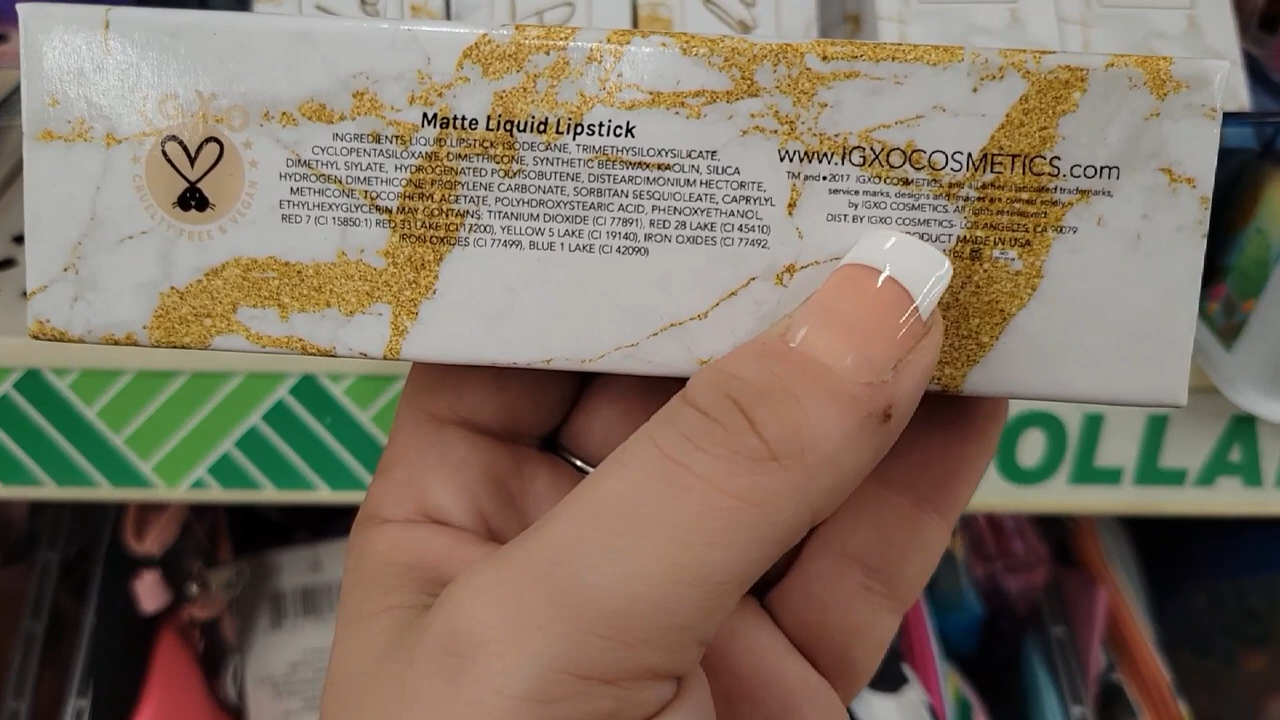 IGXO
CRUELTY FREE & VEGAN
Matte Liquid Lipstick
INGREDIENTS LIQUID LIPSTICK: ISODECANE, TRIMETHYSILOXYSILICATE,
CYCLOPENTASILOXANE, DIMETHICONE, SYNTHETIC BEESWAX, KAOLIN, SILICA
DIMETHYL SIYLATE, HYDROGENATED POLYISOBUTENE, DISTEARDIMONIUM HECTORITE,
HYDROGEN DIMETHICONE, PROPYLENE CARBONATE, SORBITAN SESQUIOLEATE, CAPRYLYL
METHICONE, TOCOPHERYL ACETATE, POLYHYDROXYSTEARIC ACID, PHENOXYETHANOL,
ETHYLHEXYGLYCERIN MAY CONTAINS: TITANIUM DIOXIDE (CI 77891), RED 28 LAKE (CI 45410)
RED 7 (CI 15850:1) RED 33 LAKE (CI 17200), YELLOW 5 LAKE (CI 19140), IRON OXIDES (CI 77492,
IRON OXIDES (CI 77499), BLUE 1 LAKE (CI 42090)
www.IGXOCOSMETICS.com
TM and ® 2017 IGXO COSMETICS, and all other associated trademarks,
service marks, designs and images are owned solely
by IGXO COSMETICS. All rights reserved.
DIST. BY IGXO COSMETICS- LOS ANGELES, CA 90079
PRODUCT MADE IN USA
OLLA